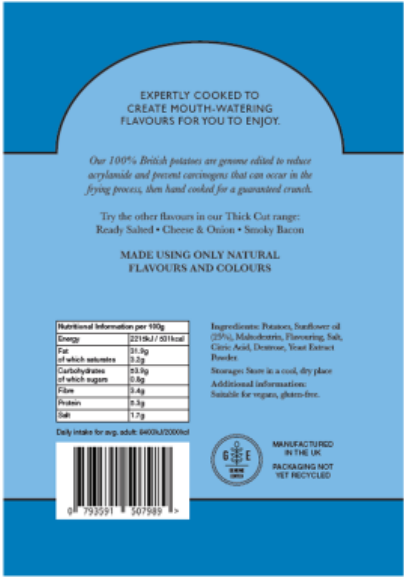 EXPERTLY COOKED TO
CREATE MOUTH-WATERING
FLAVOURS FOR YOU TO ENJOY.
Our 100% British potatoes are genome edited to reduce
acrylamide and prevent carcinogens that can occur in the
frying process, then hand cooked for a guaranteed crunch.
Try the other flavours in our Thick Cut range:
Ready Salted • Cheese & Onion • Smoky Bacon
MADE USING ONLY NATURAL
FLAVOURS AND COLOURS
Nutritional Information per 100g
Energy 2215kJ / 531kcal
Fat 31.9g
of which saturates 3.2g
Carbohydrates 53.9g
of which sugars 0.8g
Fibre 3.4g
Protein 5.3g
Salt 1.7g
Daily intake for avg. adult: 8400kJ/2000kcal
0 793591 507989 >
Ingredients: Potatoes, Sunflower oil
(25%), Maltodextrin, Flavouring, Salt,
Citric Acid, Dextrose, Yeast Extract
Powder
Storage: Store in a cool, dry place
Additional information:
Suitable for vegans, gluten-free.
G E
GENOME
EDITED
MANUFACTURED
IN THE UK
PACKAGING NOT
YET RECYCLED